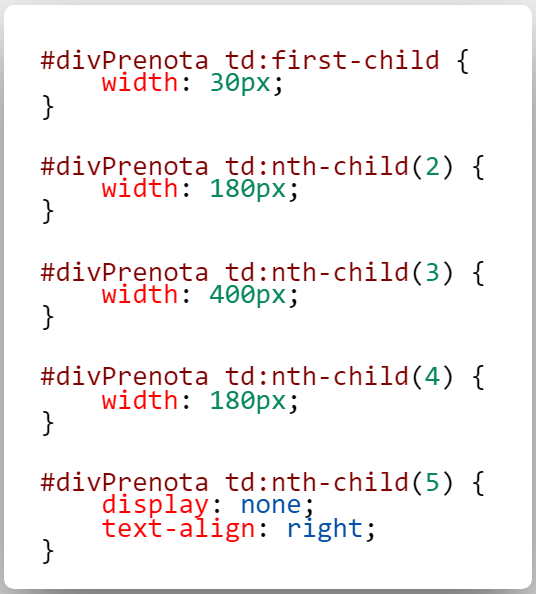 #divPrenota td:first-child {
    width: 30px;
}
#divPrenota td:nth-child(2) {
    width: 180px;
}
#divPrenota td:nth-child(3) {
    width: 400px;
}
#divPrenota td:nth-child(4) {
    width: 180px;
}
#divPrenota td:nth-child(5) {
    display: none;
    text-align: right;
}